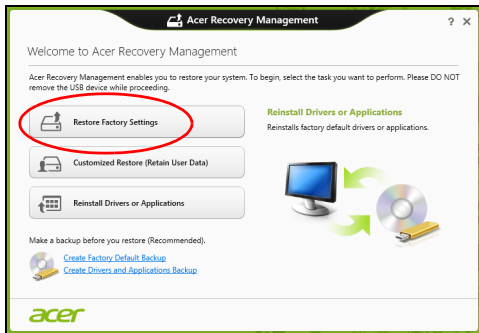 Acer Recovery Management
? X
Welcome to Acer Recovery Management
Acer Recovery Management enables you to restore your system. To begin, select the task you want to perform. Please DO NOT
remove the USB device while proceeding.
Restore Factory Settings
Customized Restore (Retain User Data)
Reinstall Drivers or Applications
Reinstall Drivers or Applications
Reinstalls factory default drivers or applications.
Make a backup before you restore (Recommended).
Create Factory Default Backup
Create Drivers and Applications Backup
acer